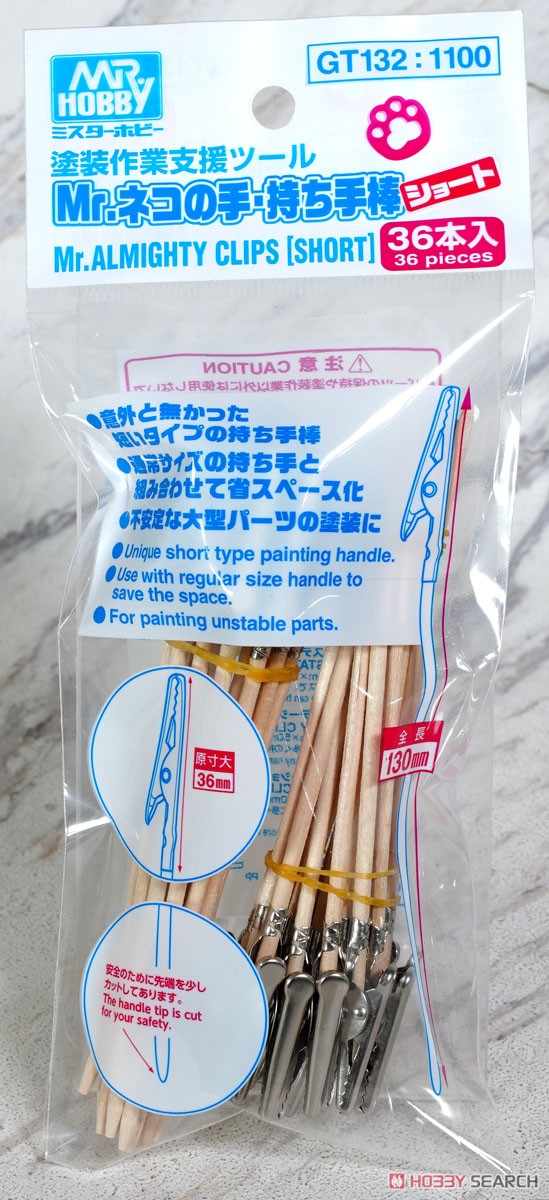 MR.
HOBBY
ミスターホビー
GT132:1100
塗装作業支援ツール
Mr.ネコの手・持ち手棒
ショート
Mr.ALMIGHTY CLIPS [SHORT]
36本入
36 pieces
⚠注意 CAUTION
●意外と無かった
短いタイプの持ち手棒
●通常サイズの持ち手と
組み合わせて省スペース化
●不安定な大型パーツの塗装に
●Unique short type painting handle.
●Use with regular size handle to
save the space.
●For painting unstable parts.
原寸大
36mm
全長
130mm
安全のために先端を少し
カットしてあります。
The handle tip is cut
for your safety.
HOBBY SEARCH